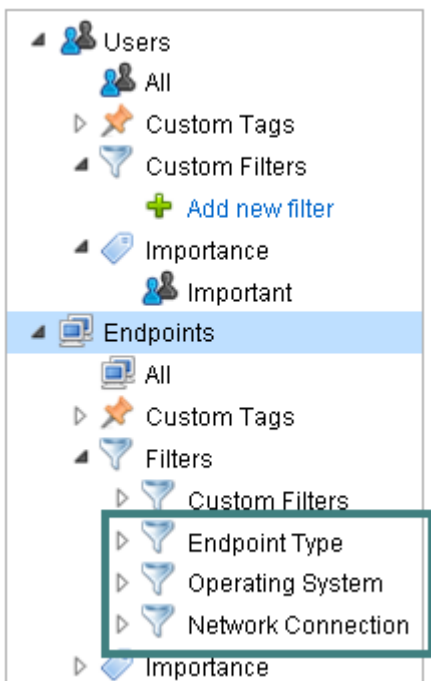 Users
All
Custom Tags
Custom Filters
Add new filter
Importance
Important
Endpoints
All
Custom Tags
Filters
Custom Filters
Endpoint Type
Operating System
Network Connection
Importance